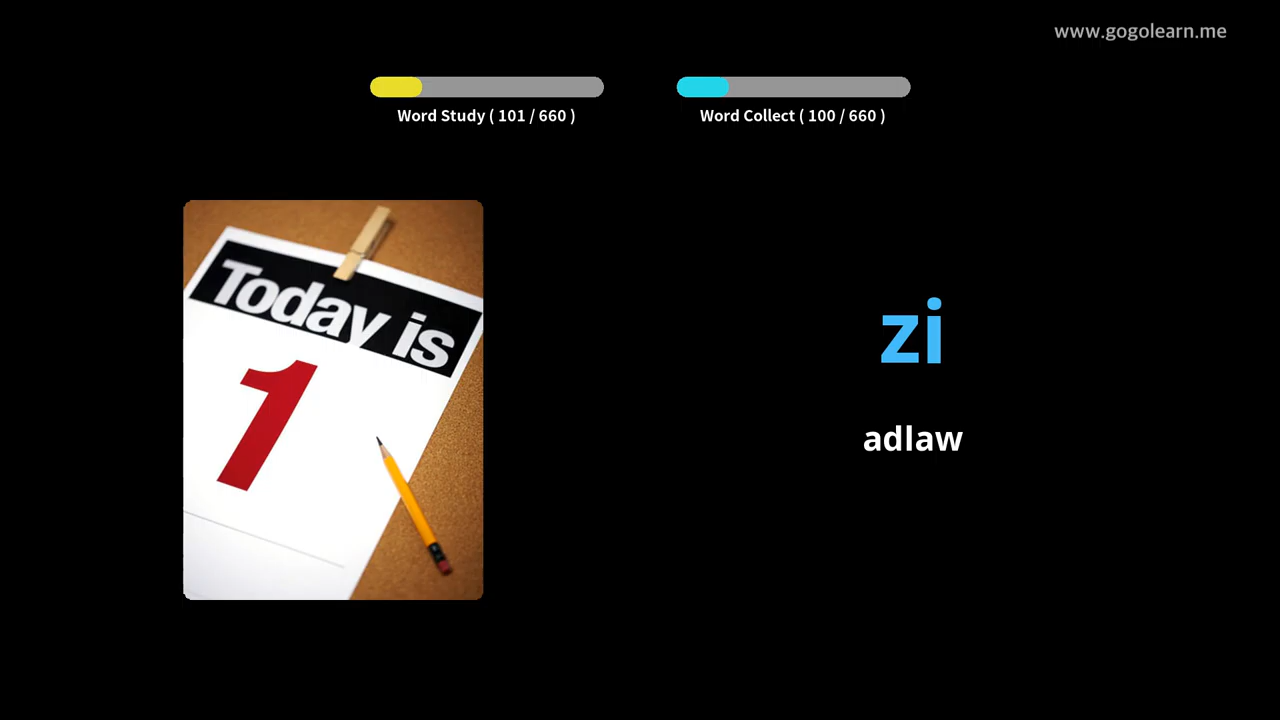 www.gogolearn.me
Word Study ( 101 / 660 )
Word Collect ( 100 / 660 )
Today is
1
zi
adlaw